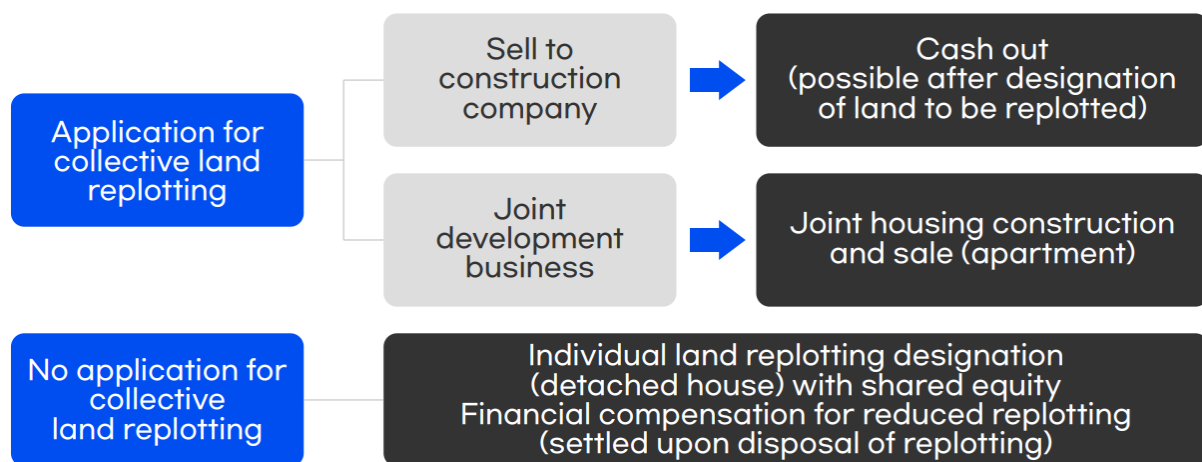 Application for
collective land
replotting
Sell to
construction
company
Cash out
(possible after designation
of land to be replotted)
Joint
development
business
Joint housing construction
and sale (apartment)
No application for
collective
land replotting
Individual land replotting designation
(detached house) with shared equity
Financial compensation for reduced replotting
(settled upon disposal of replotting)